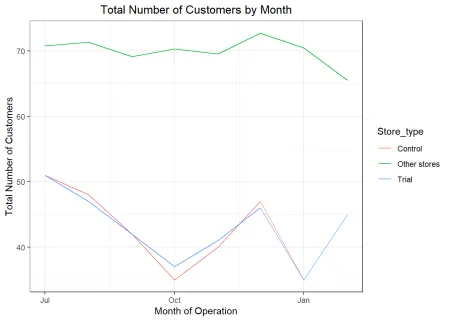 Total Number of Customers by Month
70
60
50
40
Total Number of Customers
Jul
Oct
Jan
Month of Operation
Store_type
Control
Other stores
Trial